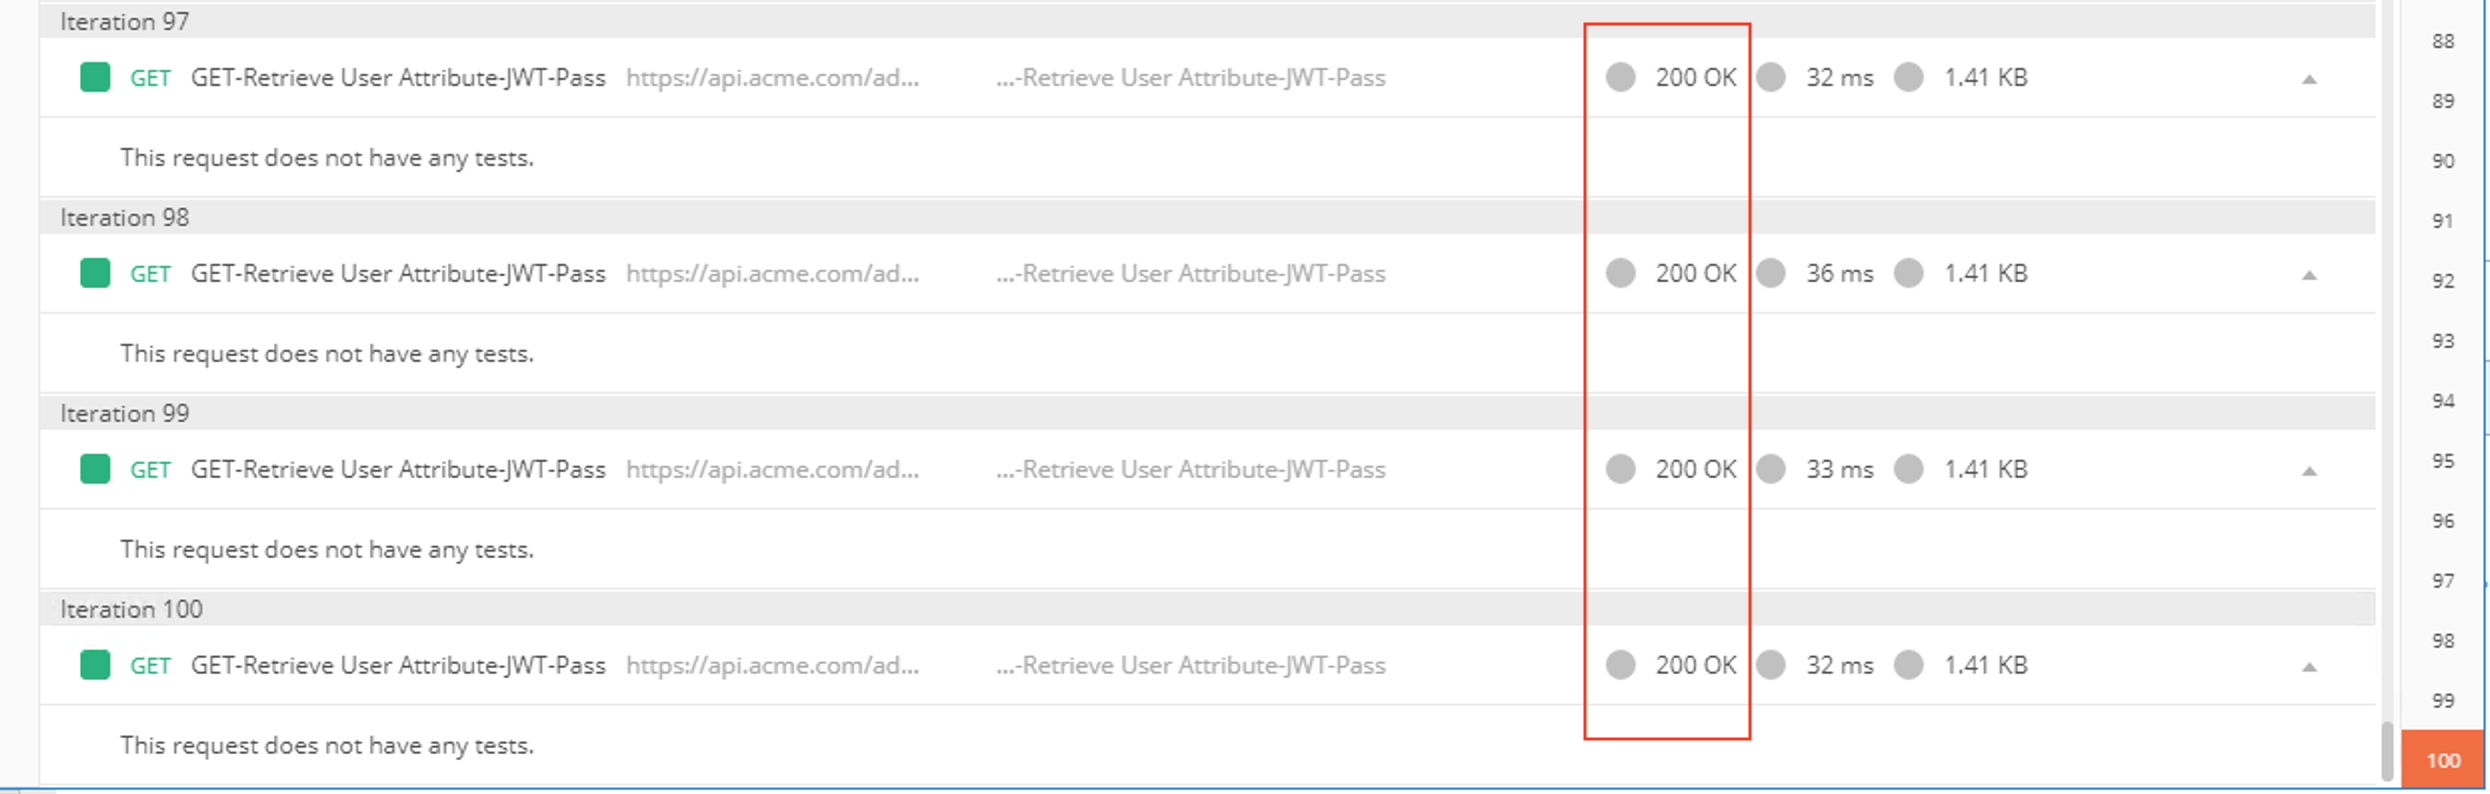 Iteration 97
GET GET-Retrieve User Attribute-JWT-Pass https://api.acme.com/ad... ...-Retrieve User Attribute-JWT-Pass 200 OK 32 ms 1.41 KB
This request does not have any tests.
Iteration 98
GET GET-Retrieve User Attribute-JWT-Pass https://api.acme.com/ad... ...-Retrieve User Attribute-JWT-Pass 200 OK 36 ms 1.41 KB
This request does not have any tests.
Iteration 99
GET GET-Retrieve User Attribute-JWT-Pass https://api.acme.com/ad... ...-Retrieve User Attribute-JWT-Pass 200 OK 33 ms 1.41 KB
This request does not have any tests.
Iteration 100
GET GET-Retrieve User Attribute-JWT-Pass https://api.acme.com/ad... ...-Retrieve User Attribute-JWT-Pass 200 OK 32 ms 1.41 KB
This request does not have any tests.
88
89
90
91
92
93
94
95
96
97
98
99
100